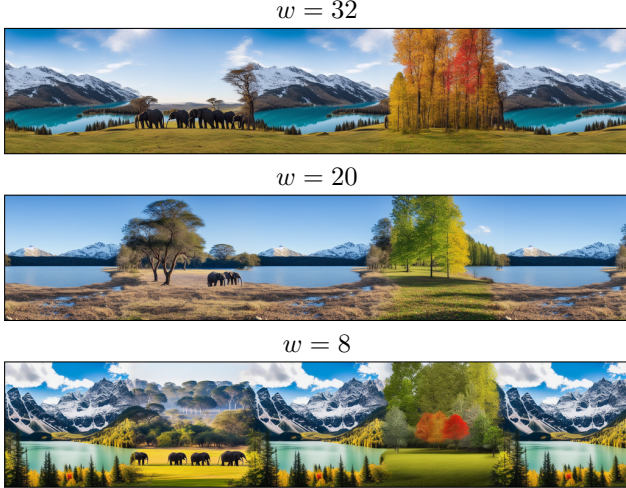 w = 32
w = 20
w = 8